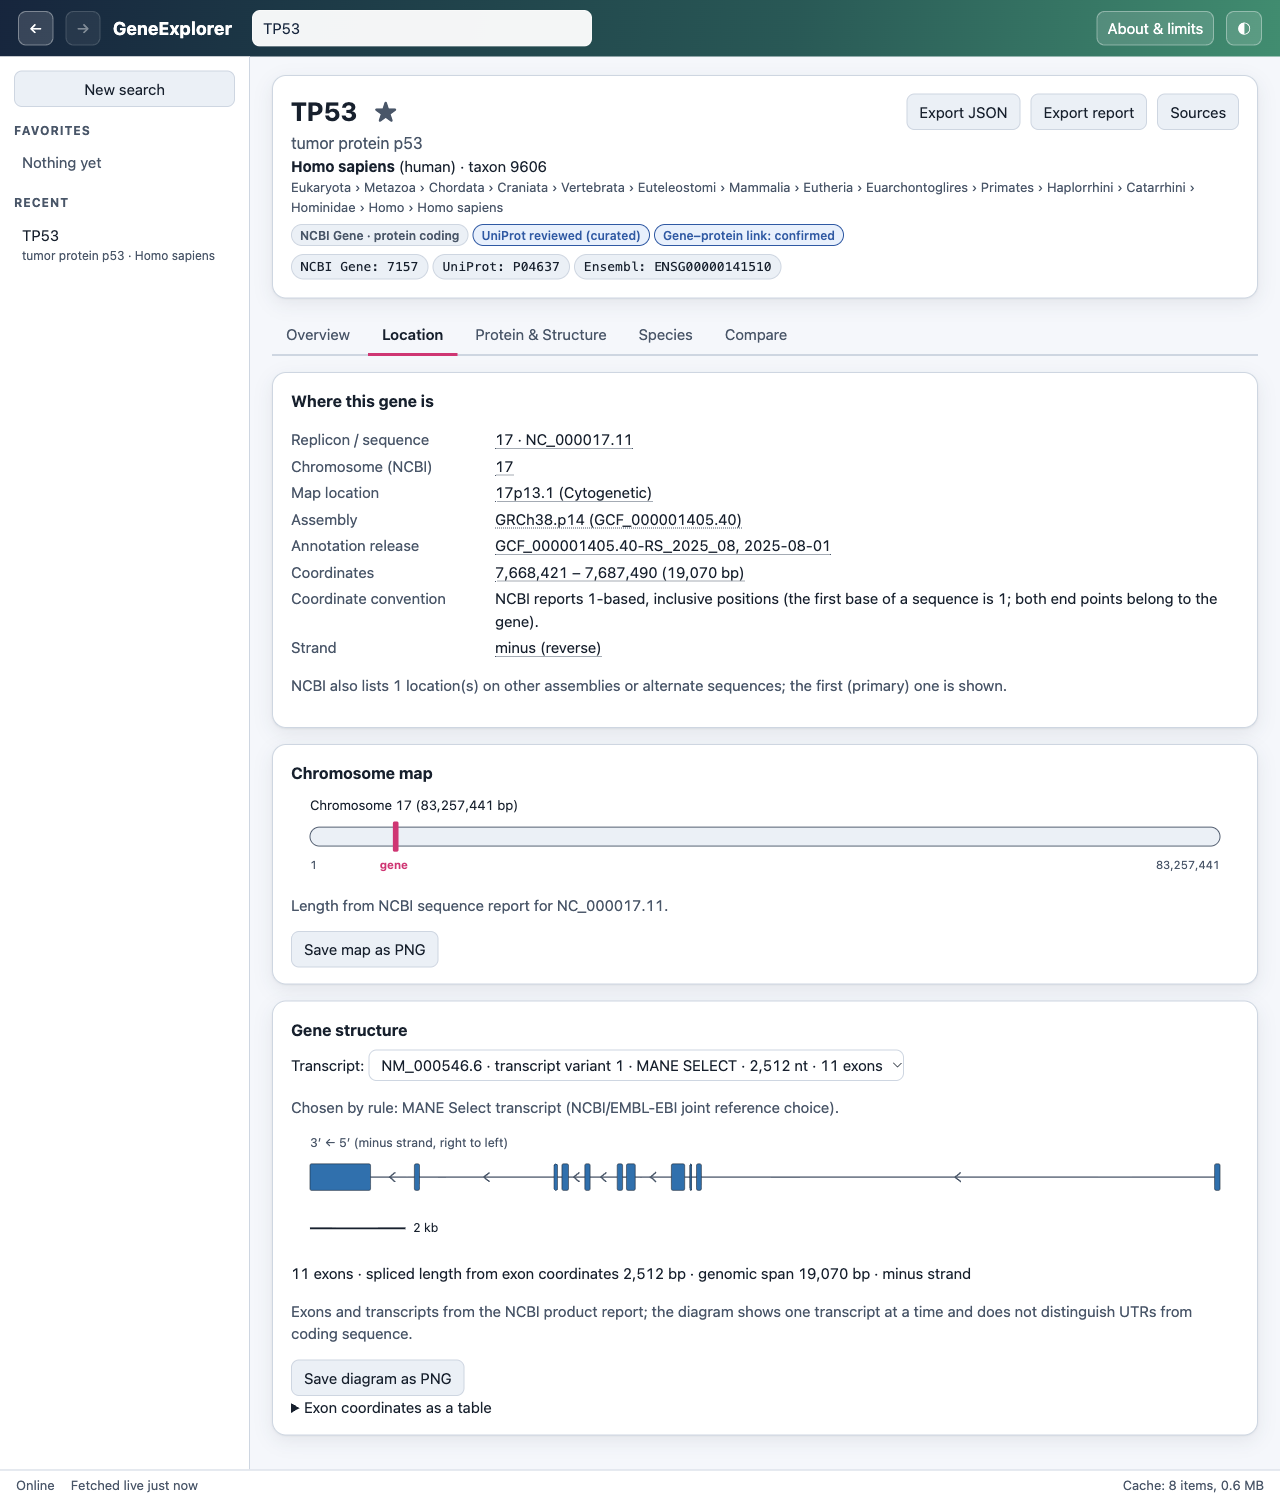 ← → GeneExplorer TP53 About & limits
New search
FAVORITES
Nothing yet
RECENT
TP53
tumor protein p53 · Homo sapiens
TP53 ★ Export JSON Export report Sources
tumor protein p53
Homo sapiens (human) · taxon 9606
Eukaryota › Metazoa › Chordata › Craniata › Vertebrata › Euteleostomi › Mammalia › Eutheria › Euarchontoglires › Primates › Haplorrhini › Catarrhini ›
Hominidae › Homo › Homo sapiens
NCBI Gene · protein coding UniProt reviewed (curated) Gene–protein link: confirmed
NCBI Gene: 7157 UniProt: P04637 Ensembl: ENSG00000141510
Overview Location Protein & Structure Species Compare
Where this gene is
Replicon / sequence 17 · NC_000017.11
Chromosome (NCBI) 17
Map location 17p13.1 (Cytogenetic)
Assembly GRCh38.p14 (GCF_000001405.40)
Annotation release GCF_000001405.40-RS_2025_08, 2025-08-01
Coordinates 7,668,421 – 7,687,490 (19,070 bp)
Coordinate convention NCBI reports 1-based, inclusive positions (the first base of a sequence is 1; both end points belong to the
gene).
Strand minus (reverse)
NCBI also lists 1 location(s) on other assemblies or alternate sequences; the first (primary) one is shown.
Chromosome map
Chromosome 17 (83,257,441 bp)
1 gene 83,257,441
Length from NCBI sequence report for NC_000017.11.
Save map as PNG
Gene structure
Transcript: NM_000546.6 · transcript variant 1 · MANE SELECT · 2,512 nt · 11 exons
Chosen by rule: MANE Select transcript (NCBI/EMBL-EBI joint reference choice).
3′ ← 5′ (minus strand, right to left)
2 kb
11 exons · spliced length from exon coordinates 2,512 bp · genomic span 19,070 bp · minus strand
Exons and transcripts from the NCBI product report; the diagram shows one transcript at a time and does not distinguish UTRs from
coding sequence.
Save diagram as PNG
▶ Exon coordinates as a table
Online Fetched live just now Cache: 8 items, 0.6 MB